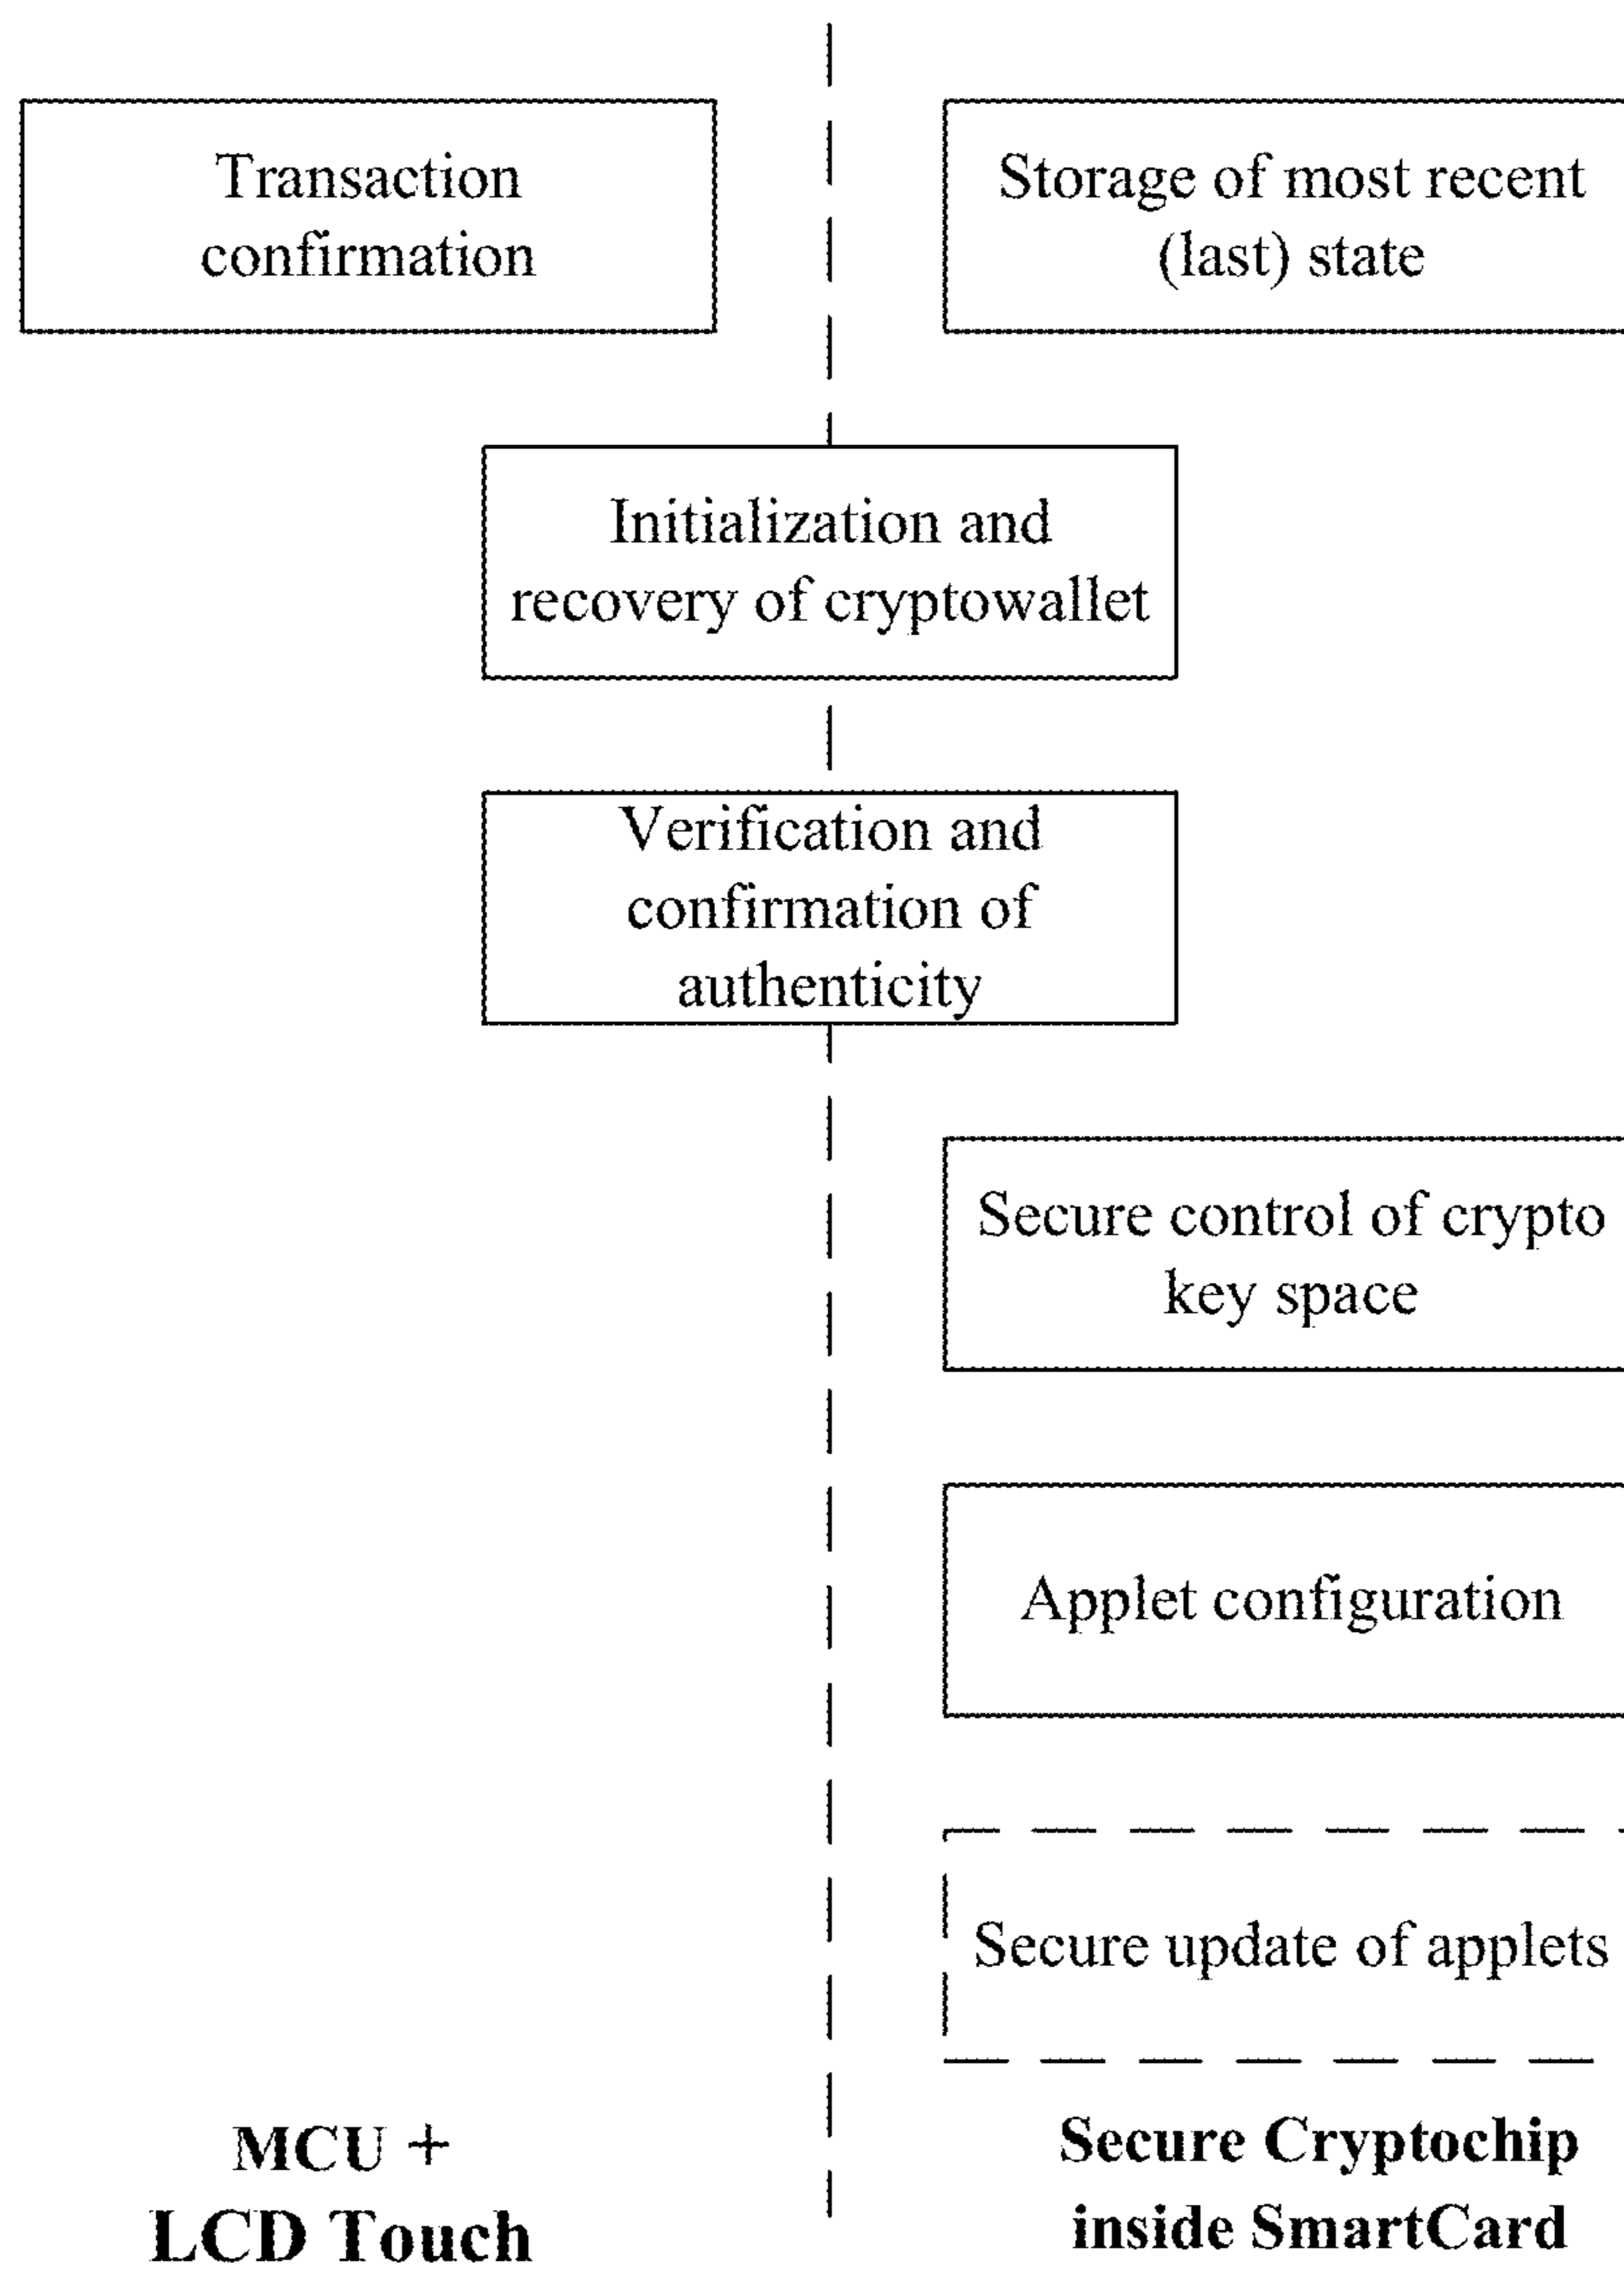 Transaction
confirmation
Storage of most recent
(last) state
Initialization and
recovery of cryptowallet
Verification and
confirmation of
authenticity
Secure control of crypto
key space
Applet configuration
Secure update of applets
MCU +
LCD Touch
Secure Cryptochip
inside SmartCard